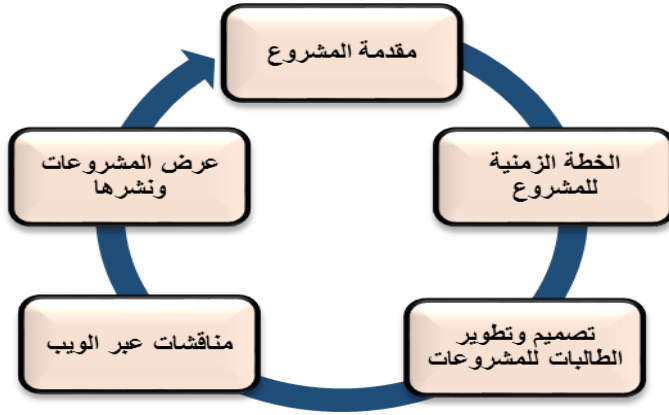 مقدمة المشروع
الخطة الزمنية
للمشروع
تصميم وتطوير
الطالبات للمشروعات
مناقشات عبر الويب
عرض المشروعات
ونشرها